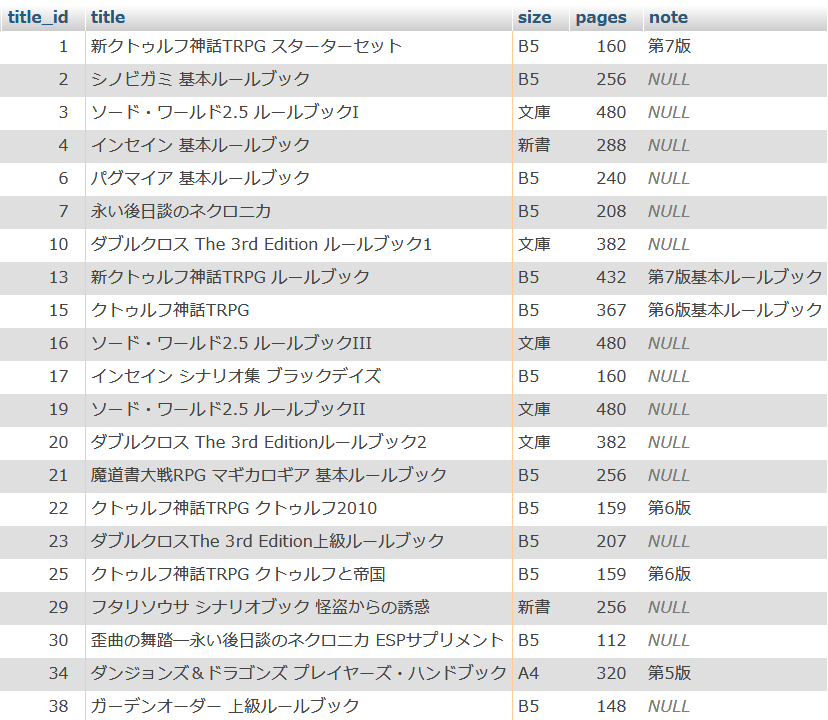 title_id title size pages note
1 新クトゥルフ神話TRPG スターターセット B5 160 第7版
2 シノビガミ 基本ルールブック B5 256 NULL
3 ソード・ワールド2.5 ルールブックI 文庫 480 NULL
4 インセイン 基本ルールブック 新書 288 NULL
6 パグマイア 基本ルールブック B5 240 NULL
7 永い後日談のネクロニカ B5 208 NULL
10 ダブルクロス The 3rd Edition ルールブック1 文庫 382 NULL
13 新クトゥルフ神話TRPG ルールブック B5 432 第7版基本ルールブック
15 クトゥルフ神話TRPG B5 367 第6版基本ルールブック
16 ソード・ワールド2.5 ルールブックIII 文庫 480 NULL
17 インセイン シナリオ集 ブラックデイズ B5 160 NULL
19 ソード・ワールド2.5 ルールブックII 文庫 480 NULL
20 ダブルクロス The 3rd Editionルールブック2 文庫 382 NULL
21 魔道書大戦RPG マギカロギア 基本ルールブック B5 256 NULL
22 クトゥルフ神話TRPG クトゥルフ2010 B5 159 第6版
23 ダブルクロスThe 3rd Edition上級ルールブック B5 207 NULL
25 クトゥルフ神話TRPG クトゥルフと帝国 B5 159 第6版
29 フタリソウサ シナリオブック 怪盗からの誘惑 新書 256 NULL
30 歪曲の舞踏―永い後日談のネクロニカ ESPサプリメント B5 112 NULL
34 ダンジョンズ＆ドラゴンズ プレイヤーズ・ハンドブック A4 320 第5版
38 ガーデンオーダー 上級ルールブック B5 148 NULL